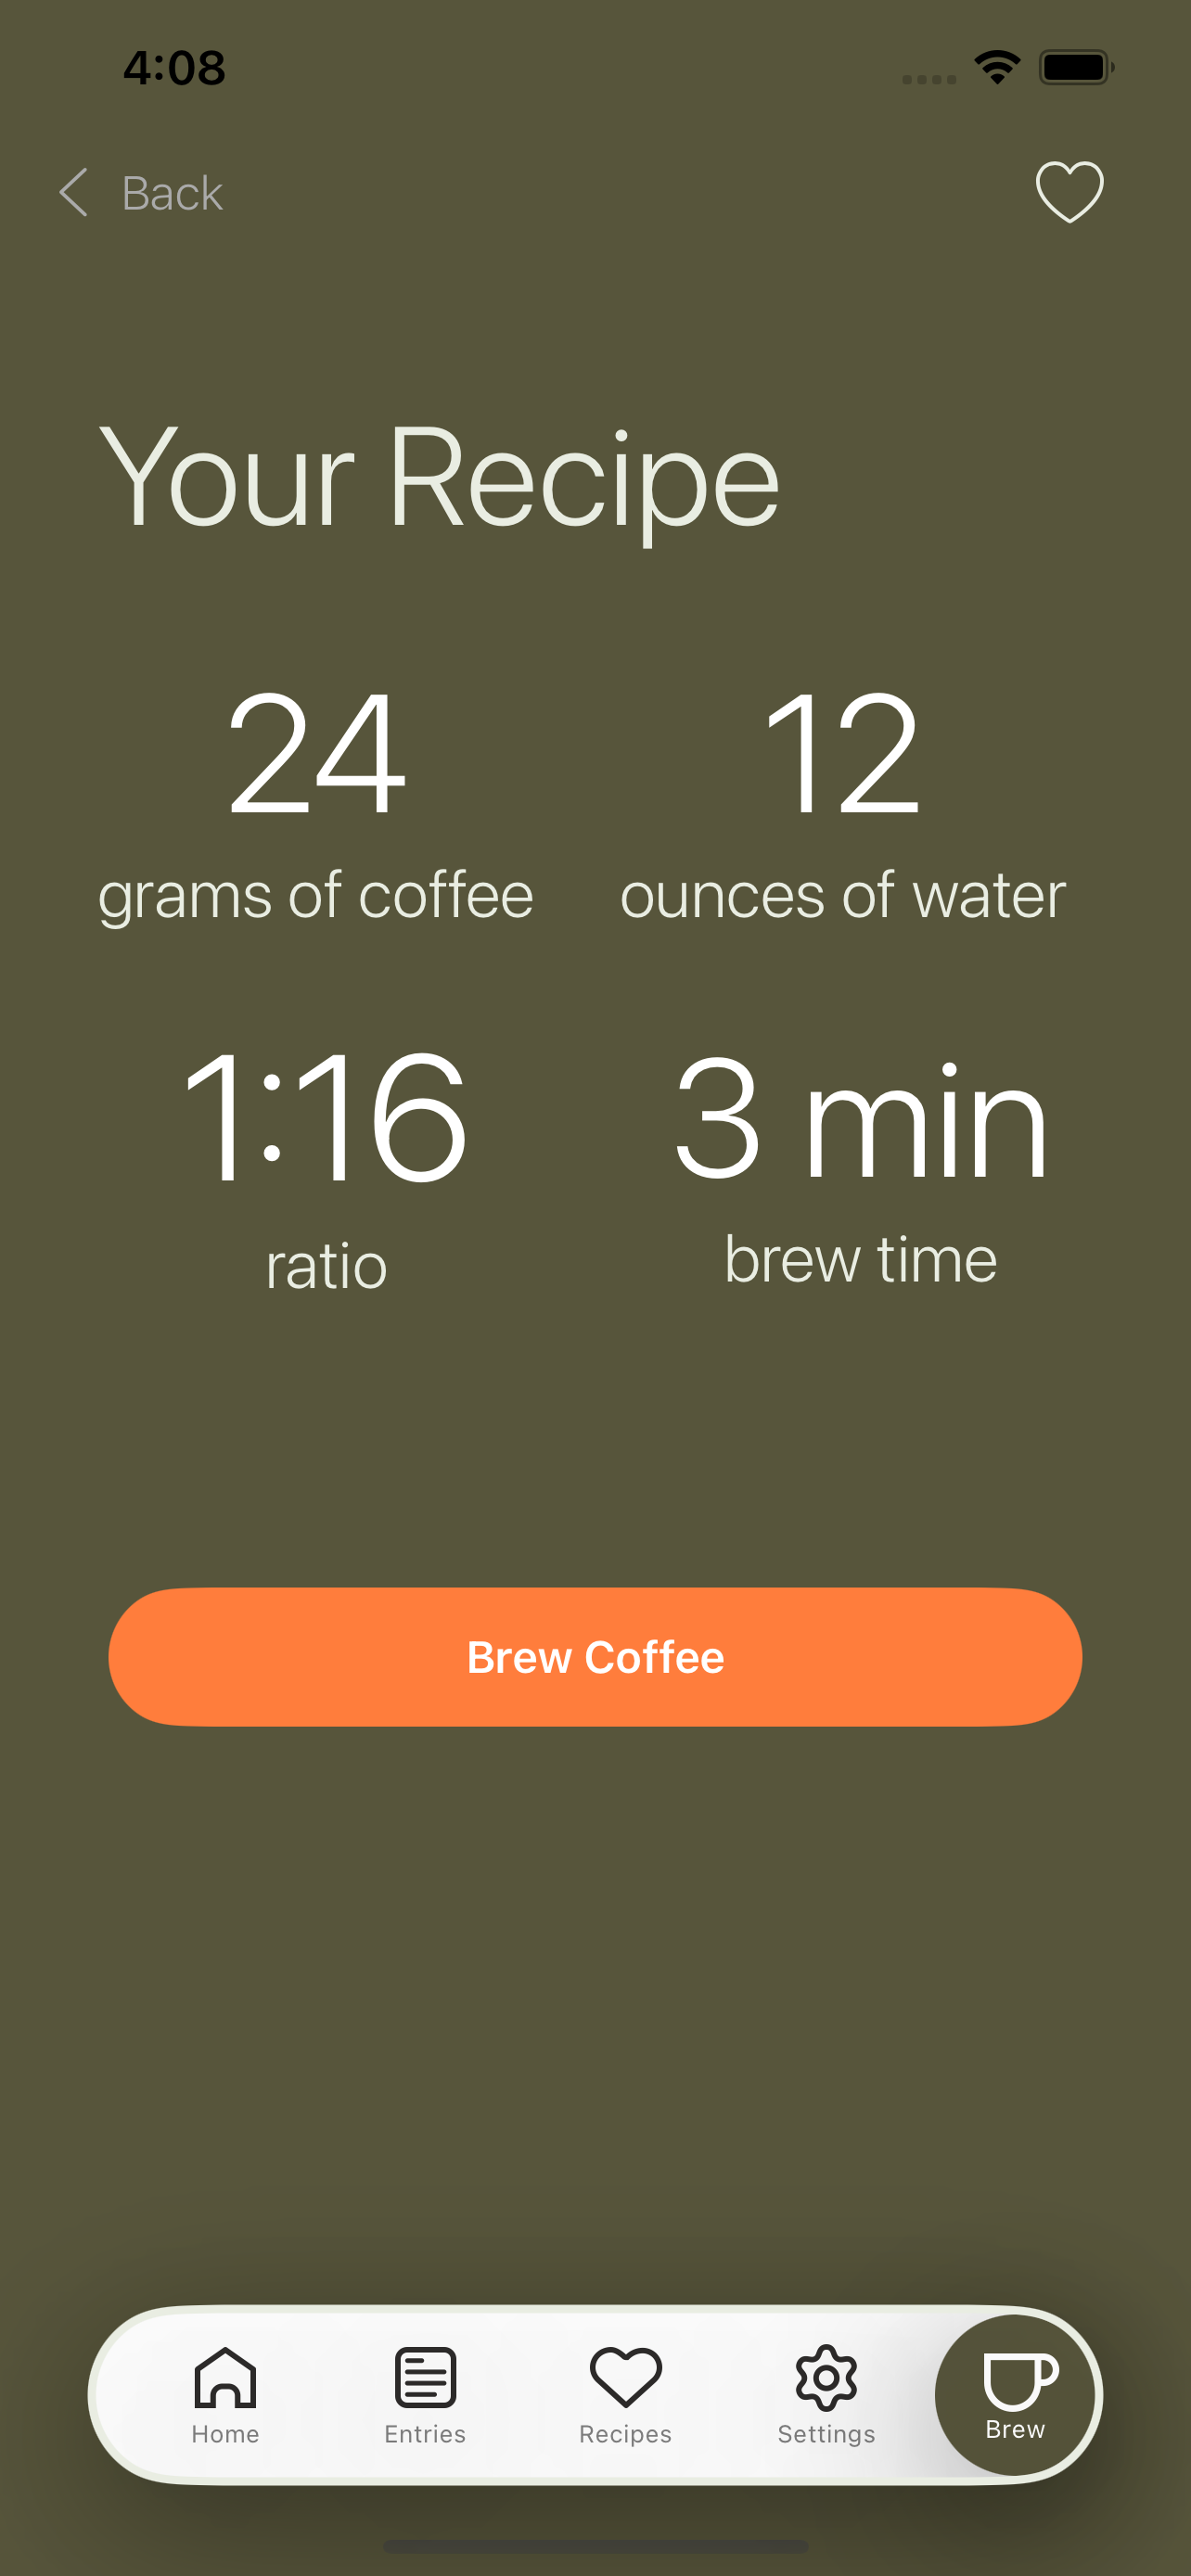 4:08
Back
Your Recipe
24
grams of coffee
12
ounces of water
1:16
ratio
3 min
brew time
Brew Coffee
Home
Entries
Recipes
Settings
Brew